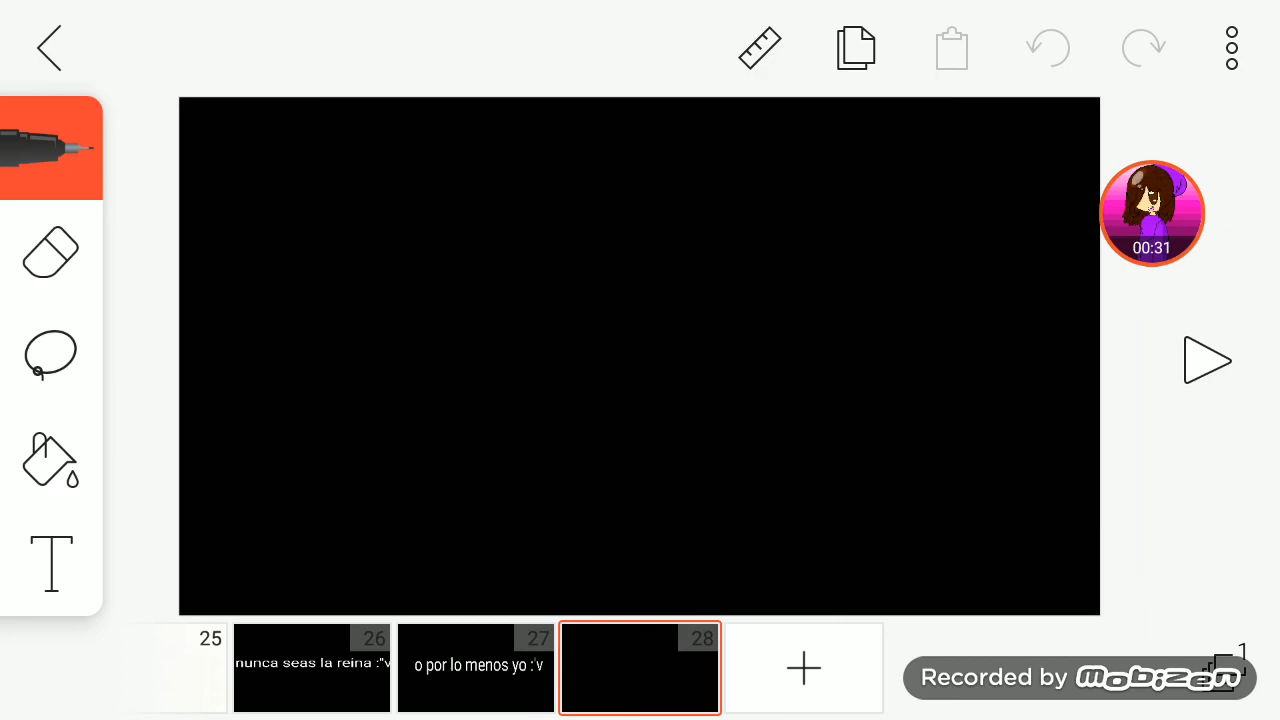 00:31
25
26
nunca seas la reina :"v
27
o por lo menos yo :'v
28
1
Recorded by mobizen